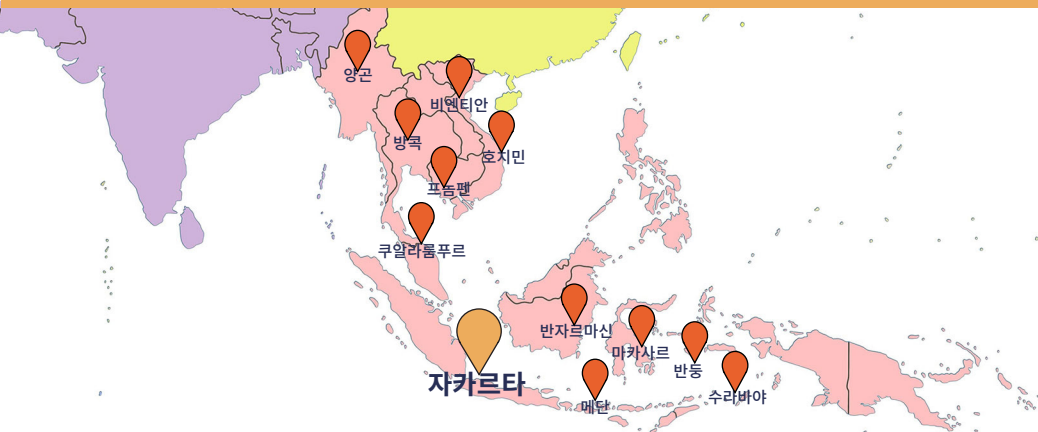 양곤
비엔티안
방콕
호치민
프놈펜
쿠알라룸푸르
반자르마신
마카사르
반둥
자카르타
수라바야
메단